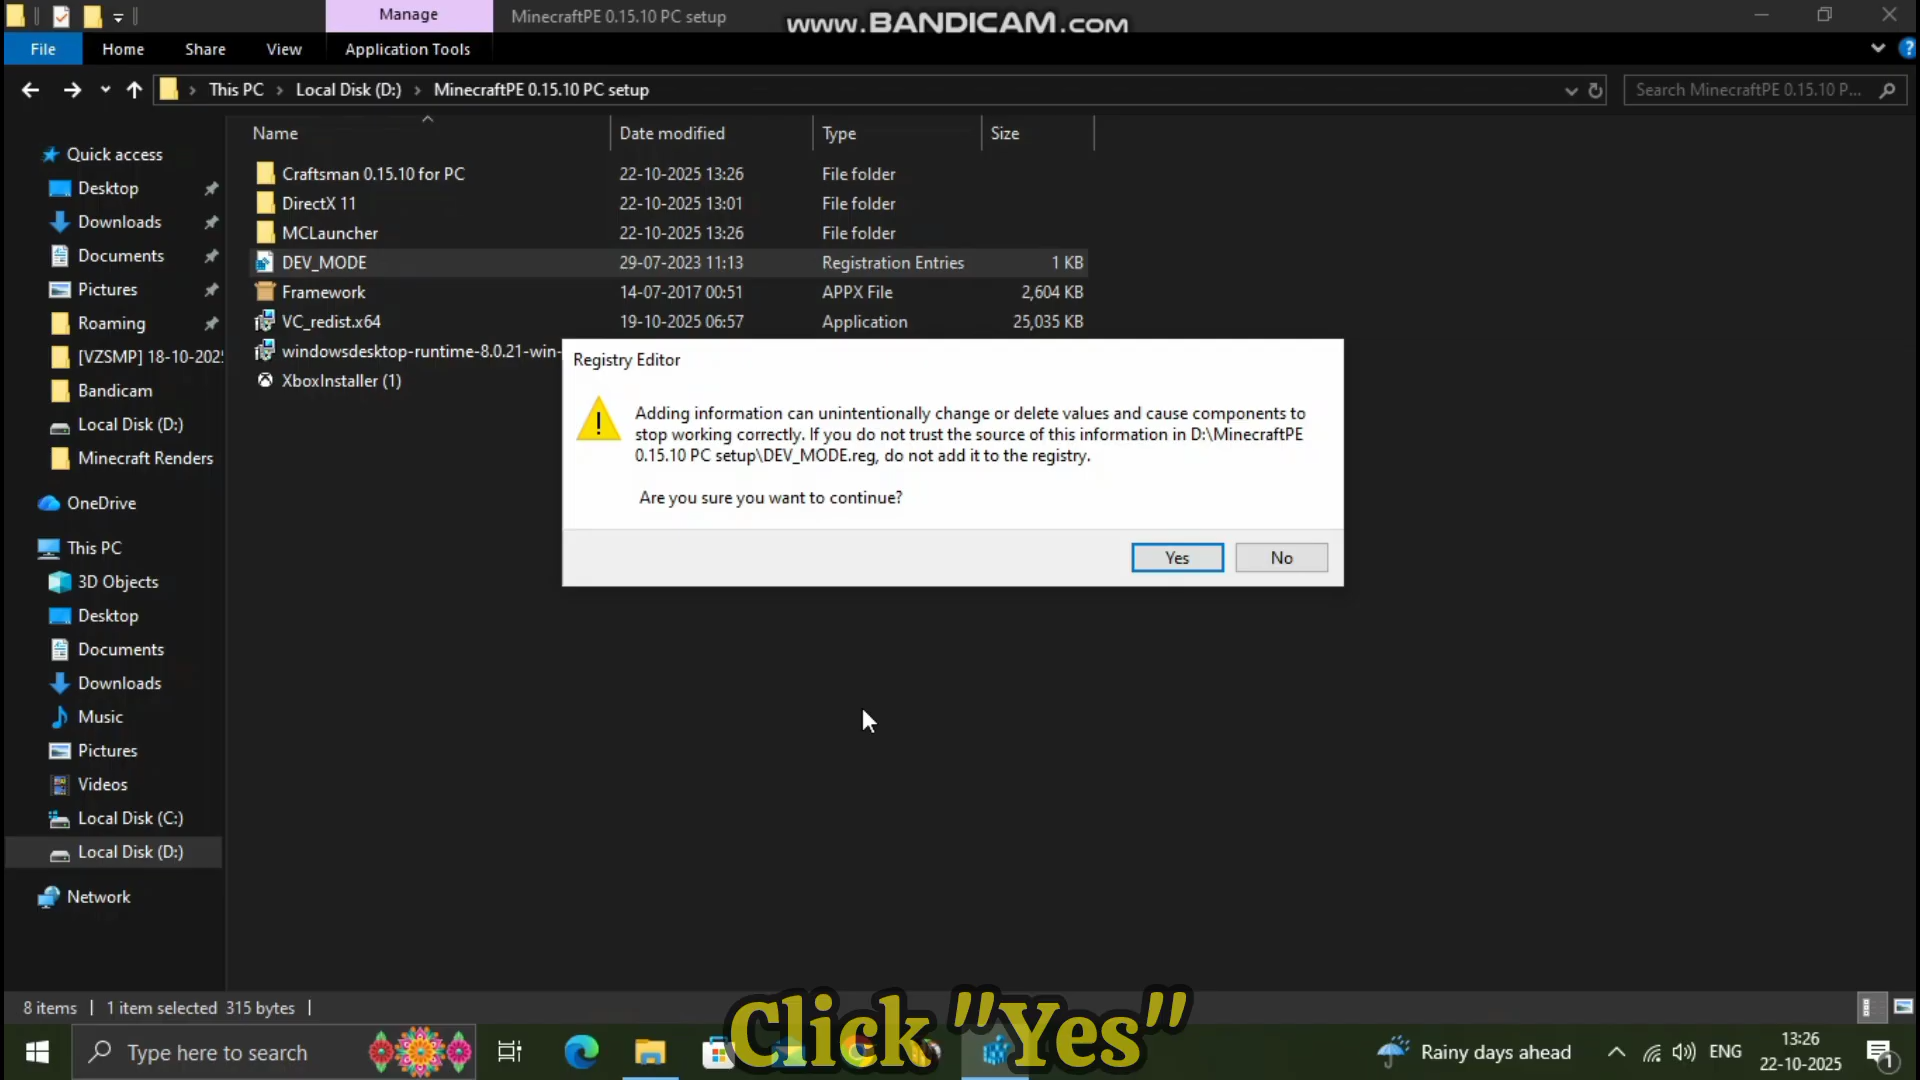 Manage
MinecraftPE 0.15.10 PC setup
www.BANDICAM.com
File
Home
Share
View
Application Tools
This PC
Local Disk (D:)
MinecraftPE 0.15.10 PC setup
Search MinecraftPE 0.15.10 P...
Name
Date modified
Type
Size
Quick access
Desktop
Downloads
Documents
Pictures
Roaming
[VZSMP] 18-10-202
Bandicam
Local Disk (D:)
Minecraft Renders
OneDrive
This PC
3D Objects
Desktop
Documents
Downloads
Music
Pictures
Videos
Local Disk (C:)
Local Disk (D:)
Network
Craftsman 0.15.10 for PC 22-10-2025 13:26 File folder
DirectX 11 22-10-2025 13:01 File folder
MCLauncher 22-10-2025 13:26 File folder
DEV_MODE 29-07-2023 11:13 Registration Entries 1 KB
Framework 14-07-2017 00:51 APPX File 2,604 KB
VC_redist.x64 19-10-2025 06:57 Application 25,035 KB
windowsdesktop-runtime-8.0.21-win-
XboxInstaller (1)
Registry Editor
Adding information can unintentionally change or delete values and cause components to
stop working correctly. If you do not trust the source of this information in D:\MinecraftPE
0.15.10 PC setup\DEV_MODE.reg, do not add it to the registry.
Are you sure you want to continue?
Yes
No
8 items
1 item selected 315 bytes
Click "Yes"
Type here to search
Rainy days ahead
ENG
13:26
22-10-2025
1